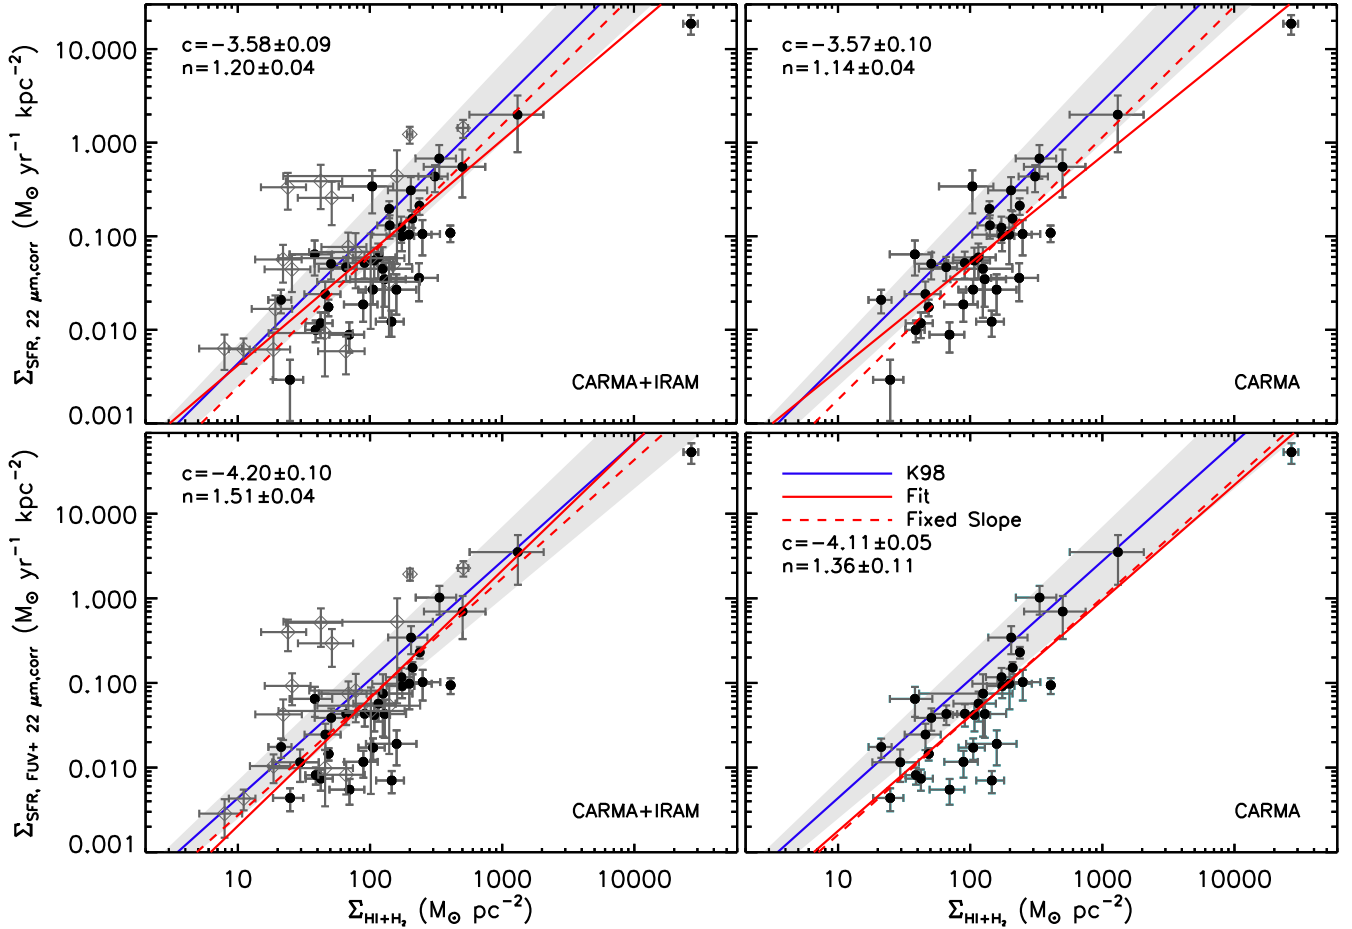 Σ_SFR, 22 μm,corr (M⊙ yr⁻¹ kpc⁻²)
10.000
1.000
0.100
0.010
0.001
c=−3.58±0.09
n=1.20±0.04
CARMA+IRAM
c=−3.57±0.10
n=1.14±0.04
CARMA
Σ_SFR, FUV+ 22 μm,corr (M⊙ yr⁻¹ kpc⁻²)
10.000
1.000
0.100
0.010
0.001
c=−4.20±0.10
n=1.51±0.04
CARMA+IRAM
K98
Fit
Fixed Slope
c=−4.11±0.05
n=1.36±0.11
CARMA
10 100 1000 10000
Σ_HI+H₂ (M⊙ pc⁻²)
10 100 1000 10000
Σ_HI+H₂ (M⊙ pc⁻²)